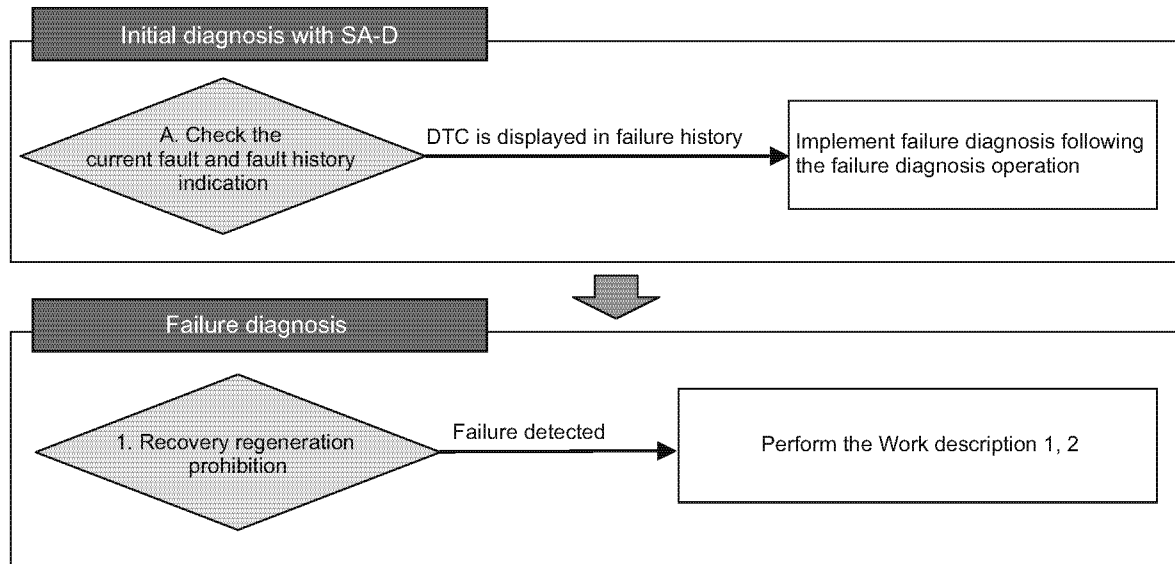 Initial diagnosis with SA-D
A. Check the
current fault and fault history
indication
DTC is displayed in failure history
Implement failure diagnosis following
the failure diagnosis operation
Failure diagnosis
1. Recovery regeneration
prohibition
Failure detected
Perform the Work description 1, 2